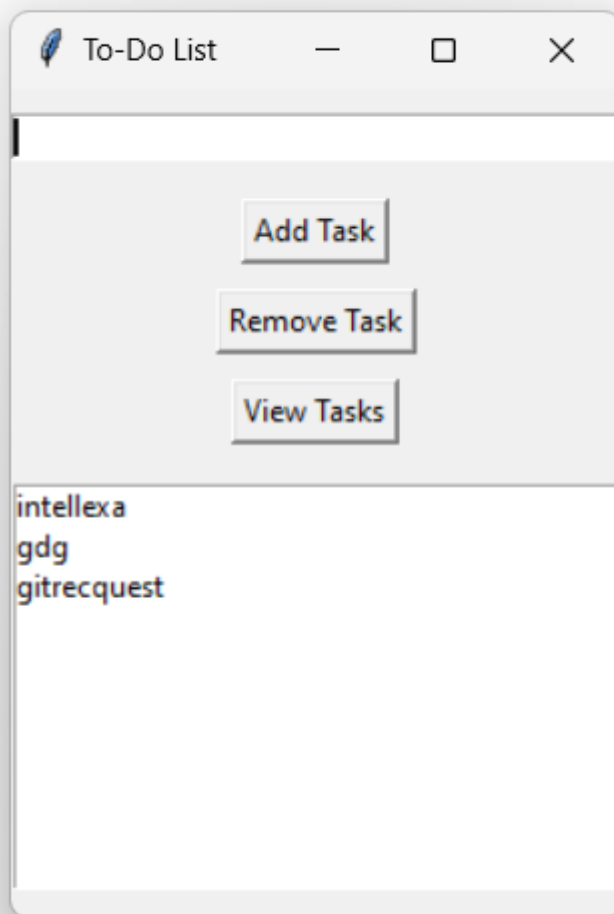 To-Do List
Add Task
Remove Task
View Tasks
intellexa
gdg
gitrecquest